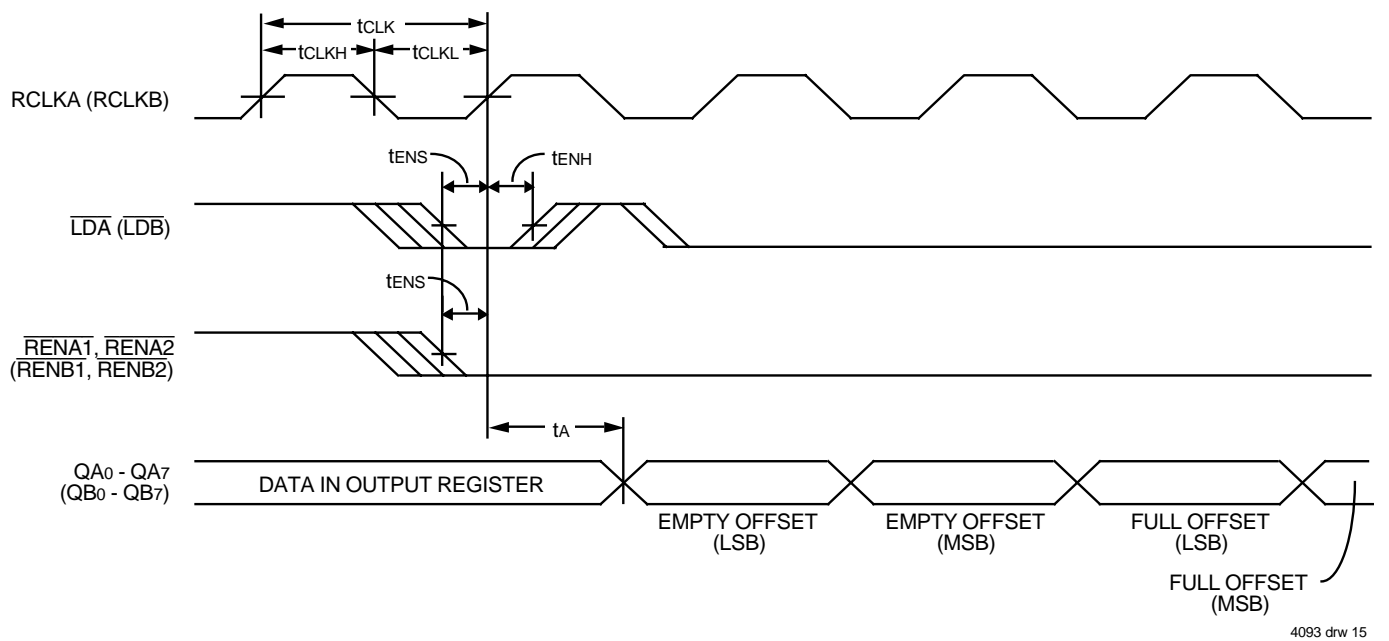 tCLK
tCLKH
tCLKL
RCLKA (RCLKB)
tENS
tENH
LDA (LDB)
tENS
RENA1, RENA2
(RENB1, RENB2)
tA
QA0 - QA7
(QB0 - QB7)
DATA IN OUTPUT REGISTER
EMPTY OFFSET
(LSB)
EMPTY OFFSET
(MSB)
FULL OFFSET
(LSB)
FULL OFFSET
(MSB)
4093 drw 15